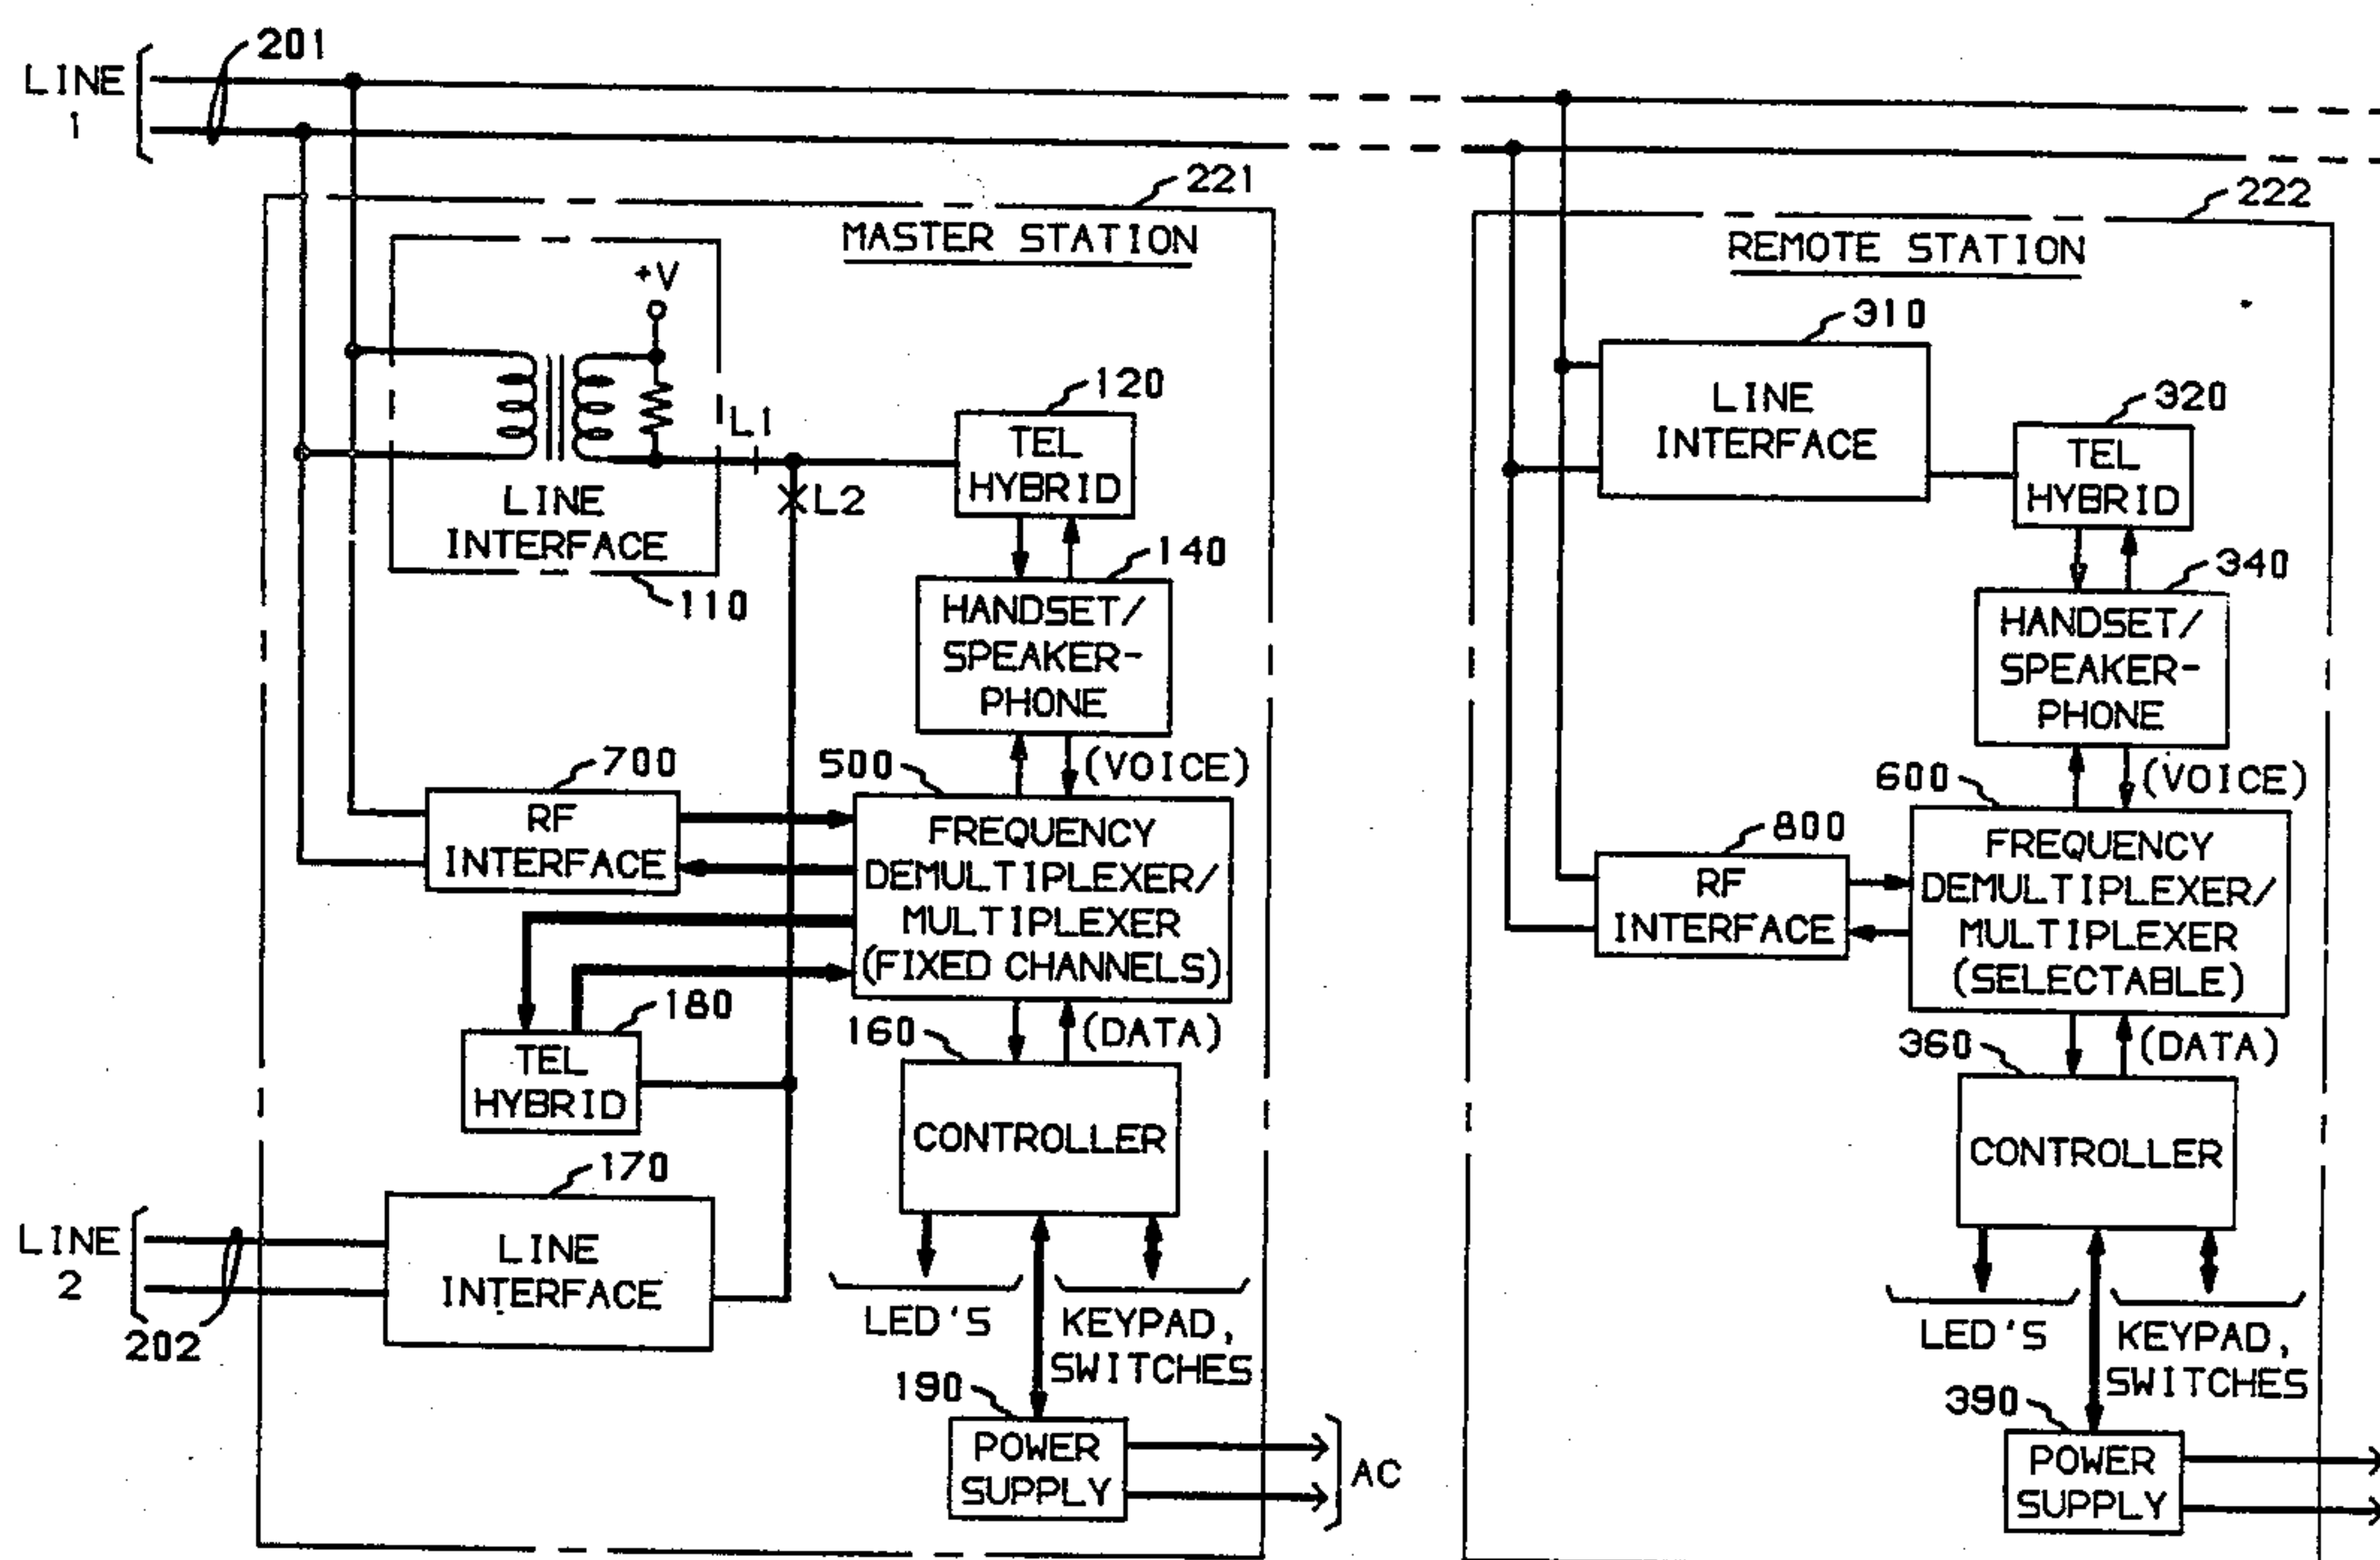 LINE
1
201
221
MASTER STATION
+V
L1
L2
LINE
INTERFACE
110
120
TEL
HYBRID
140
HANDSET/
SPEAKER-
PHONE
(VOICE)
700
RF
INTERFACE
500
FREQUENCY
DEMULTIPLEXER/
MULTIPLEXER
(FIXED CHANNELS)
180
TEL
HYBRID
160
(DATA)
CONTROLLER
170
LINE
INTERFACE
LINE
2
202
LED'S
KEYPAD,
SWITCHES
190
POWER
SUPPLY
AC
222
REMOTE STATION
310
LINE
INTERFACE
320
TEL
HYBRID
340
HANDSET/
SPEAKER-
PHONE
(VOICE)
800
RF
INTERFACE
600
FREQUENCY
DEMULTIPLEXER/
MULTIPLEXER
(SELECTABLE)
360
(DATA)
CONTROLLER
LED'S
KEYPAD,
SWITCHES
390
POWER
SUPPLY